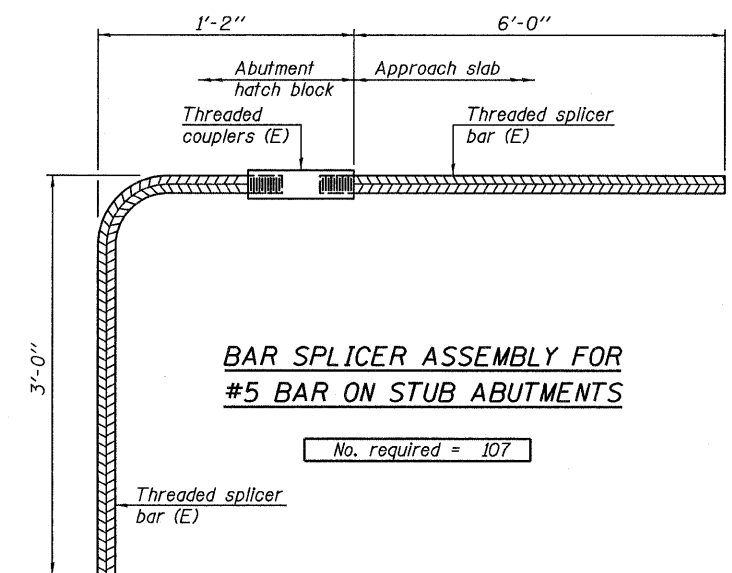 1'-2" 6'-0"
Abutment
hatch block
Approach slab
Threaded
couplers (E)
Threaded splicer
bar (E)
3'-0"
BAR SPLICER ASSEMBLY FOR
#5 BAR ON STUB ABUTMENTS
No. required = 107
Threaded splicer
bar (E)